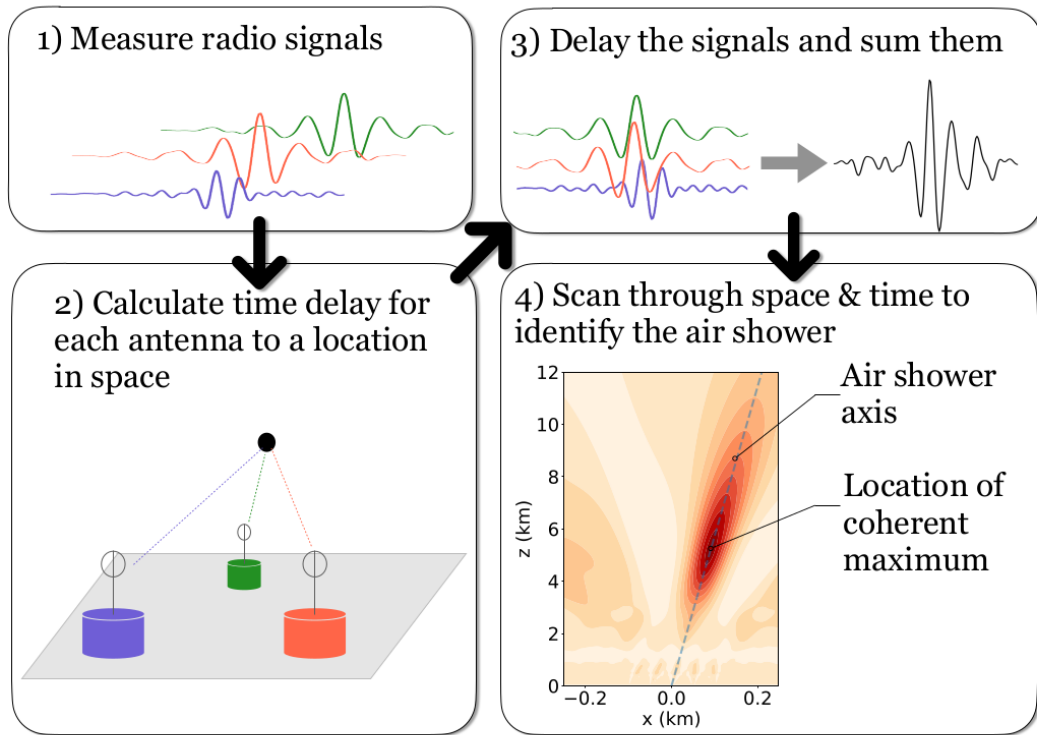 1) Measure radio signals
2) Calculate time delay for
each antenna to a location
in space
3) Delay the signals and sum them
4) Scan through space & time to
identify the air shower
12
10
8
6
4
2
0
z (km)
−0.2
0.0
0.2
x (km)
Air shower
axis
Location of
coherent
maximum